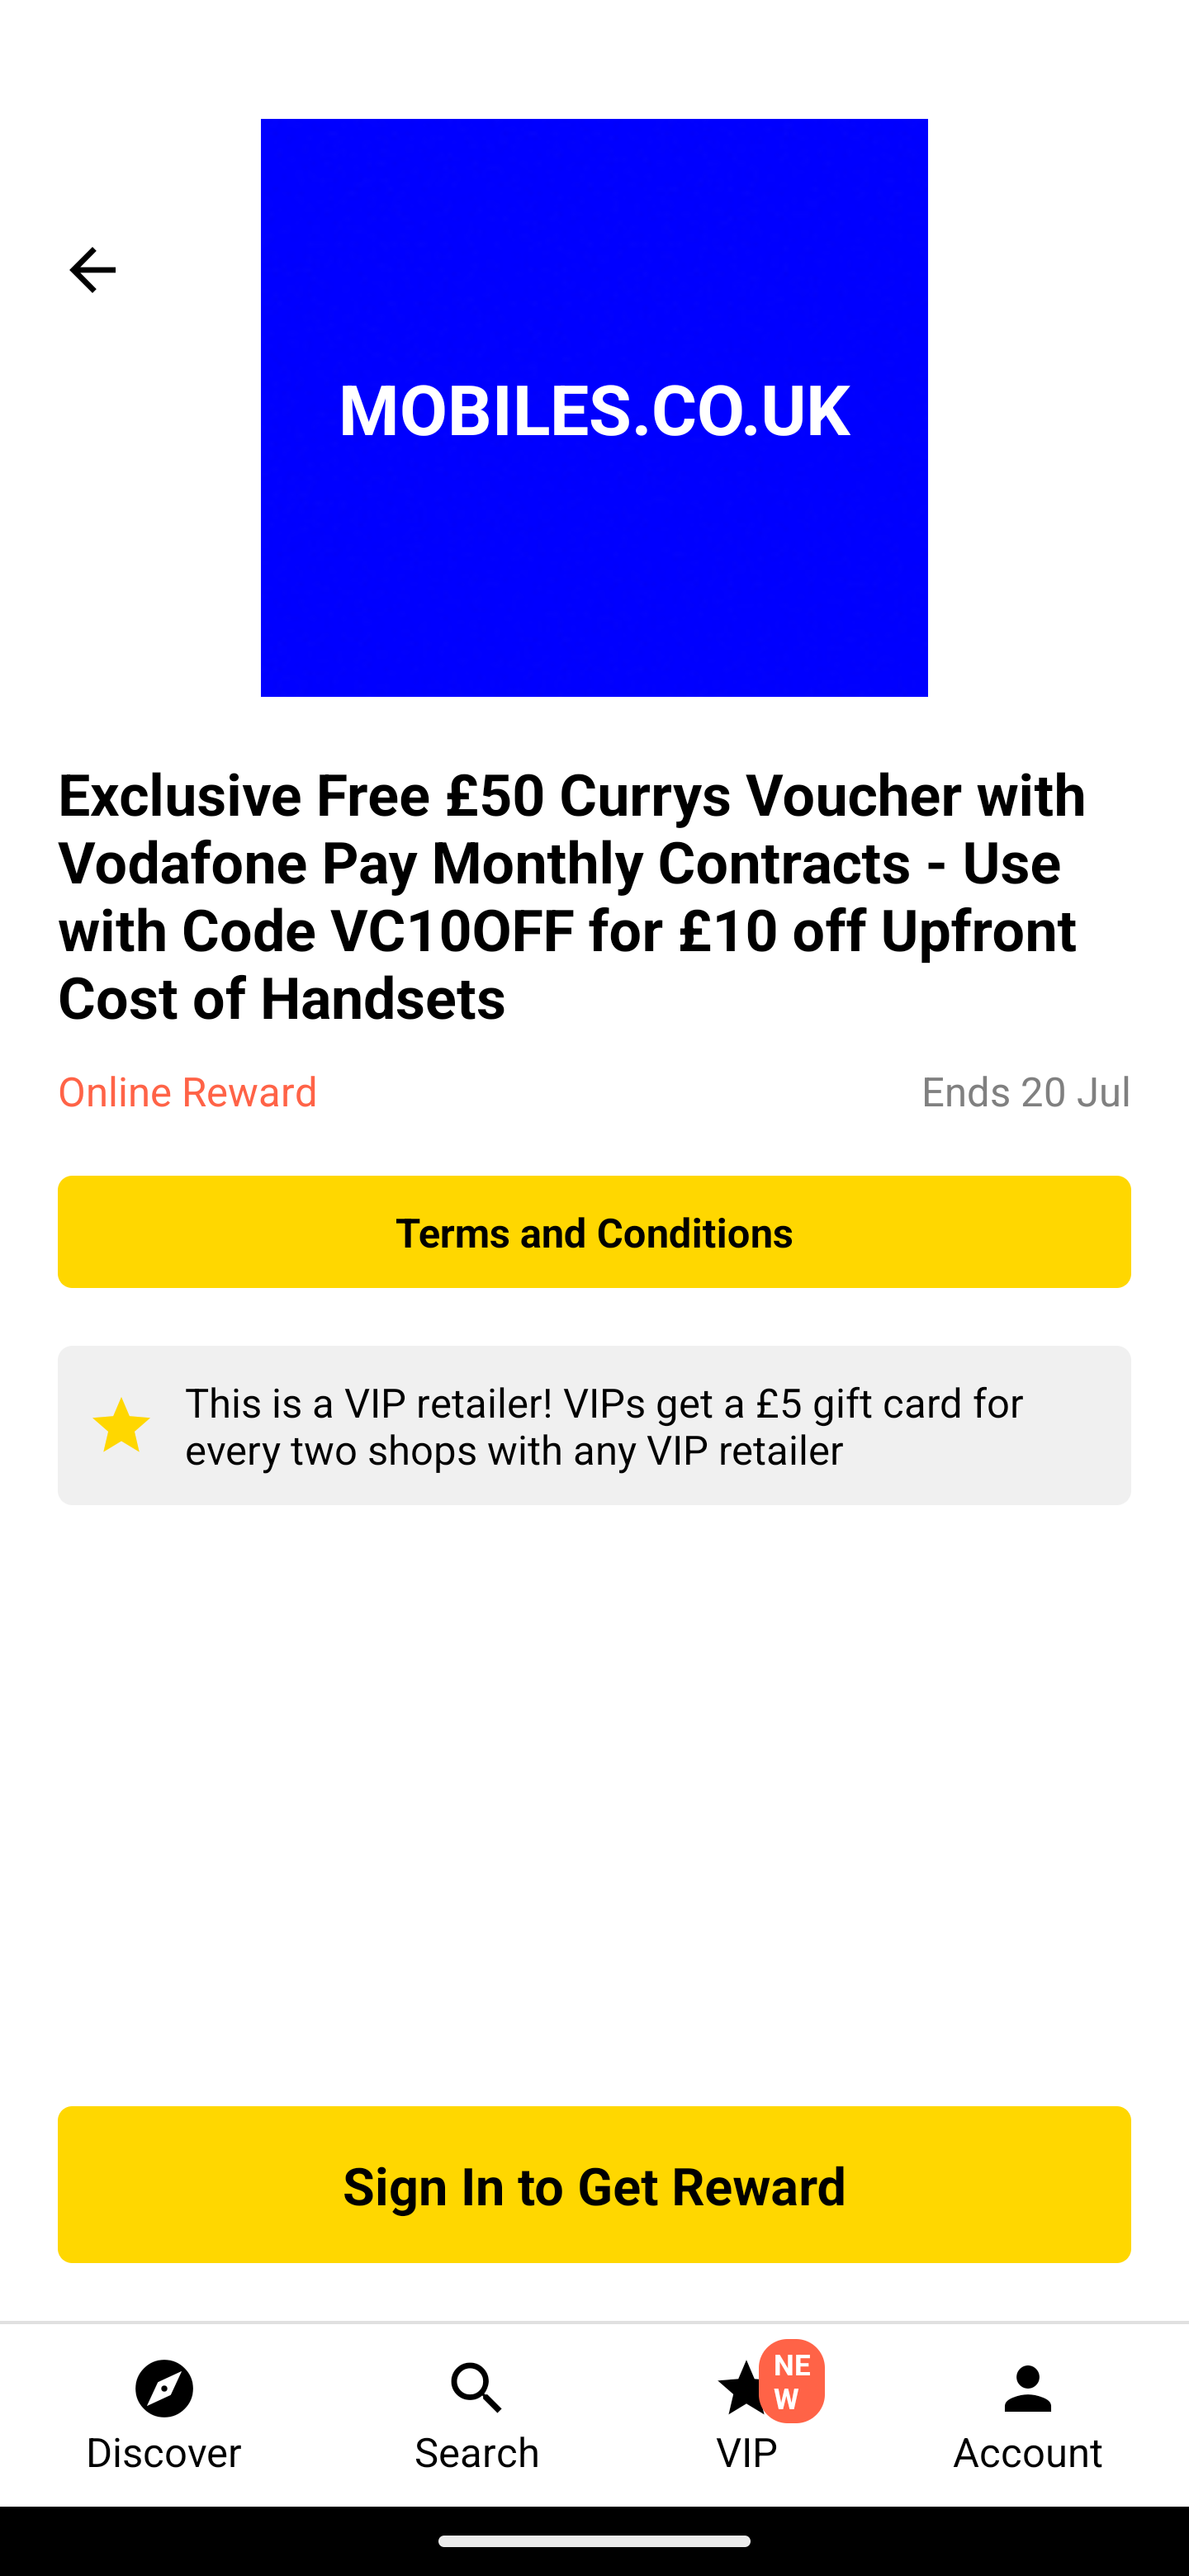 MOBILES.CO.UK
Exclusive Free £50 Currys Voucher with
Vodafone Pay Monthly Contracts - Use
with Code VC10OFF for £10 off Upfront
Cost of Handsets
Online Reward
Ends 20 Jul
Terms and Conditions
This is a VIP retailer! VIPs get a £5 gift card for
every two shops with any VIP retailer
Sign In to Get Reward
NE
W
Discover
Search
VIP
Account